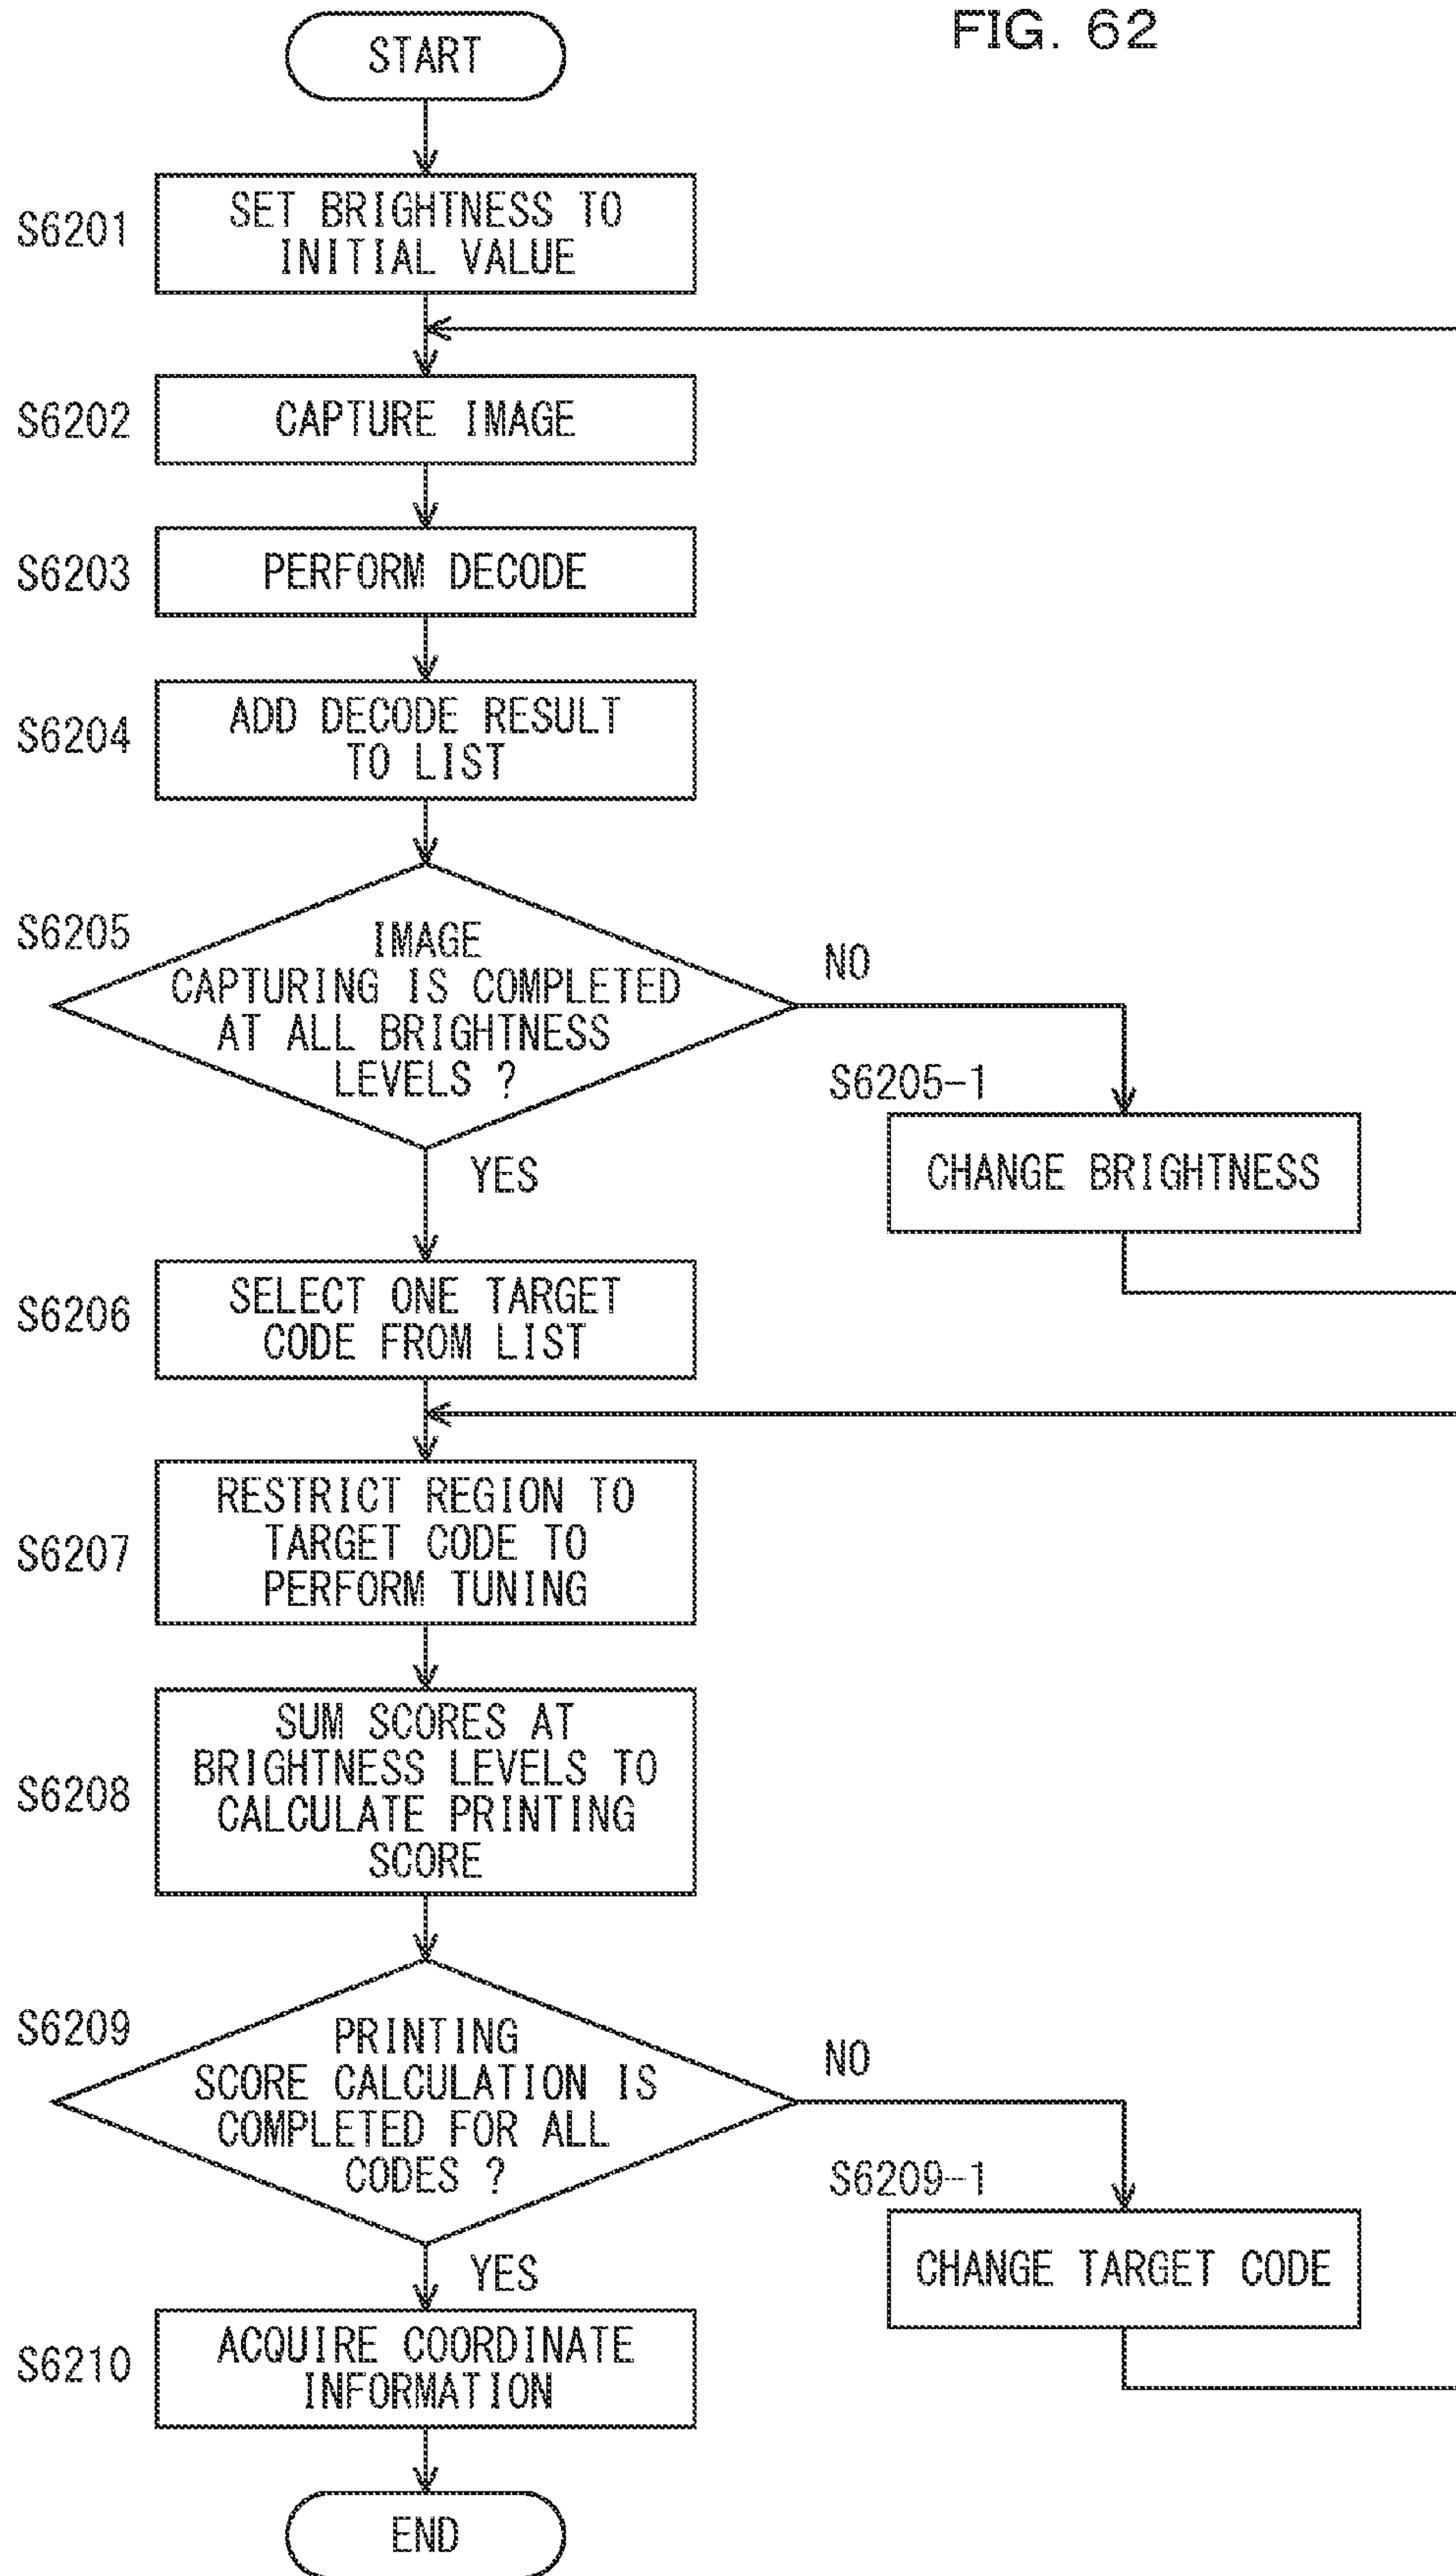 FIG. 62
START
S6201
SET BRIGHTNESS TO
INITIAL VALUE
S6202
CAPTURE IMAGE
S6203
PERFORM DECODE
S6204
ADD DECODE RESULT
TO LIST
S6205
IMAGE
CAPTURING IS COMPLETED
AT ALL BRIGHTNESS
LEVELS ?
NO
S6205-1
CHANGE BRIGHTNESS
YES
S6206
SELECT ONE TARGET
CODE FROM LIST
S6207
RESTRICT REGION TO
TARGET CODE TO
PERFORM TUNING
S6208
SUM SCORES AT
BRIGHTNESS LEVELS TO
CALCULATE PRINTING
SCORE
S6209
PRINTING
SCORE CALCULATION IS
COMPLETED FOR ALL
CODES ?
NO
S6209-1
CHANGE TARGET CODE
YES
S6210
ACQUIRE COORDINATE
INFORMATION
END